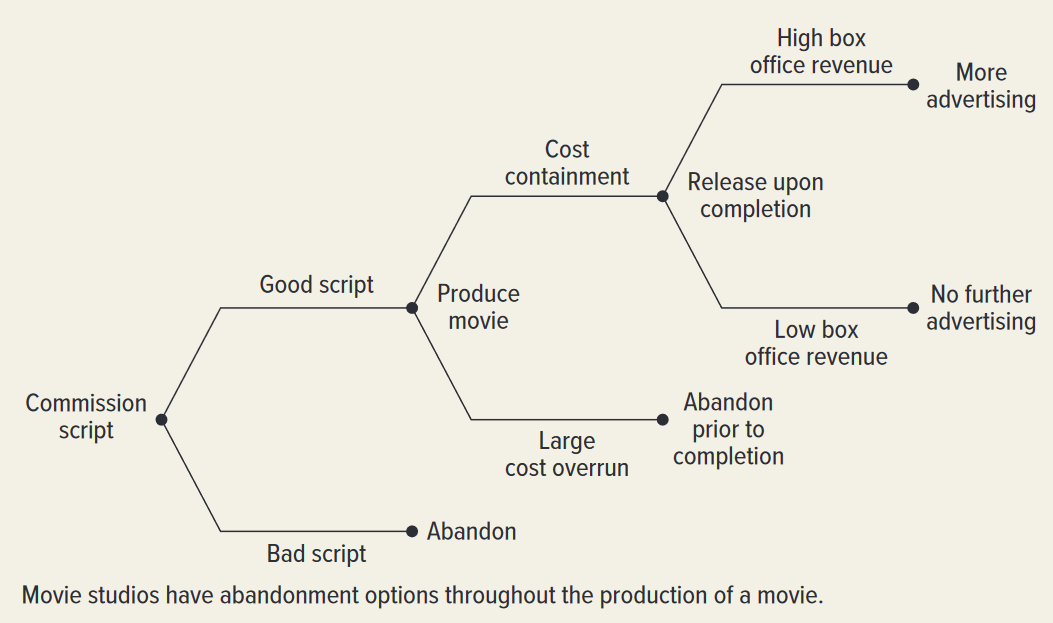 High box
office revenue
More
advertising
Cost
containment
Release upon
completion
Good script
Produce
movie
No further
advertising
Low box
office revenue
Commission
script
Abandon
prior to
completion
Large
cost overrun
Abandon
Bad script
Movie studios have abandonment options throughout the production of a movie.